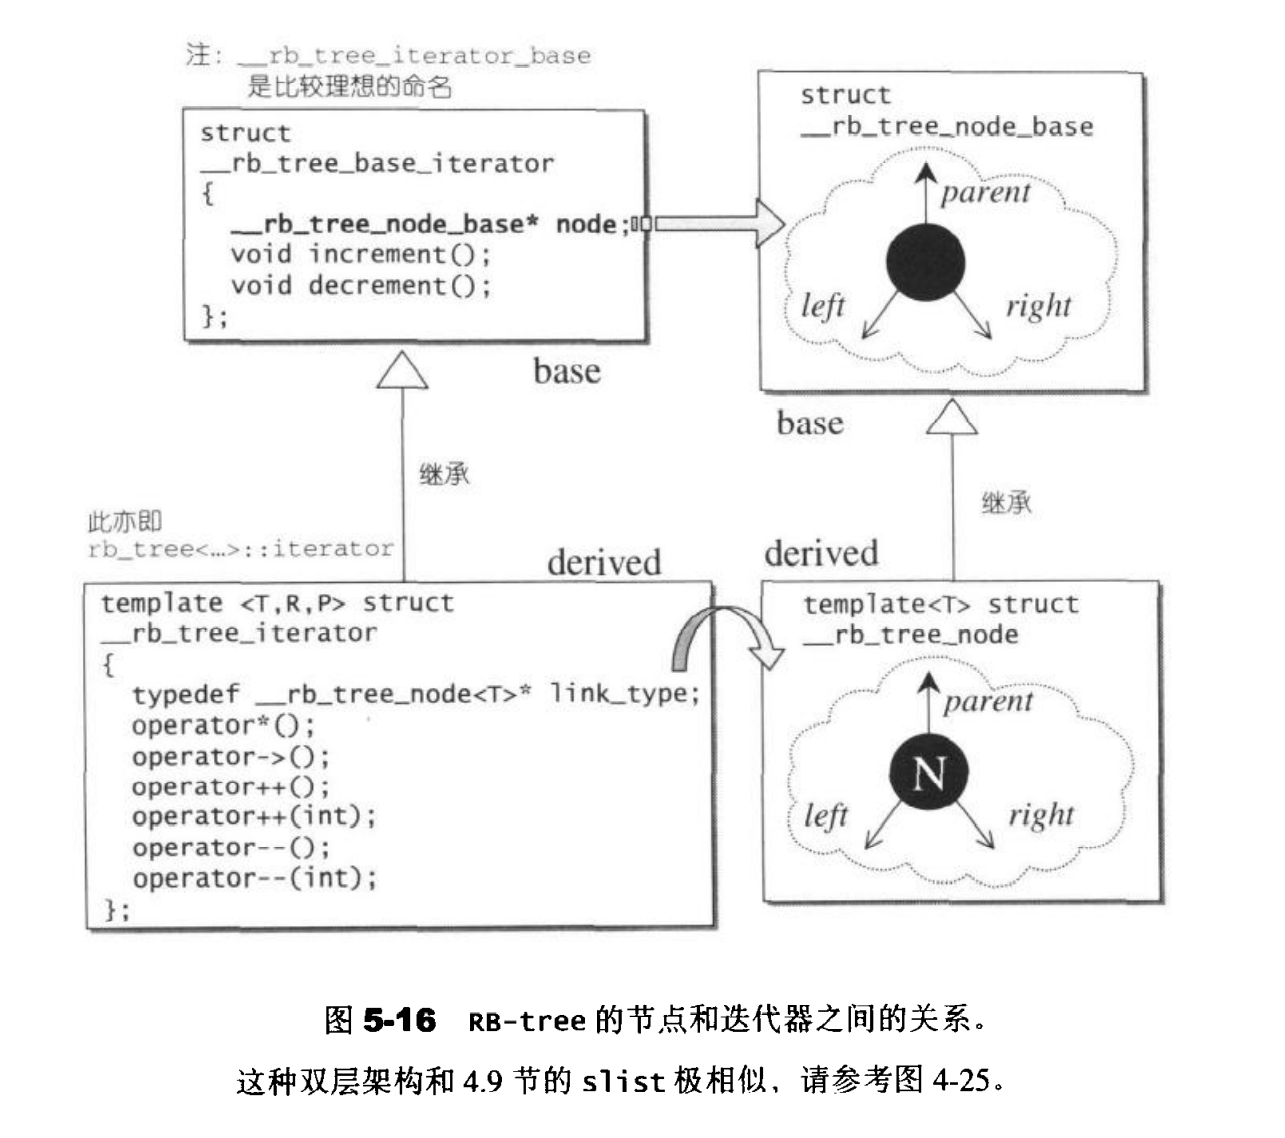 注: __rb_tree_iterator_base
是比较理想的命名
struct
__rb_tree_base_iterator
{
__rb_tree_node_base* node;
void increment();
void decrement();
};
base
struct
__rb_tree_node_base
parent
left
right
base
继承
继承
此亦即
rb_tree<…>::iterator
derived
derived
template <T,R,P> struct
__rb_tree_iterator
{
typedef __rb_tree_node<T>* link_type;
operator*();
operator->();
operator++();
operator++(int);
operator--();
operator--(int);
};
template<T> struct
__rb_tree_node
parent
N
left
right
图 5-16 RB-tree 的节点和迭代器之间的关系。
这种双层架构和 4.9 节的 slist 极相似，请参考图 4-25。